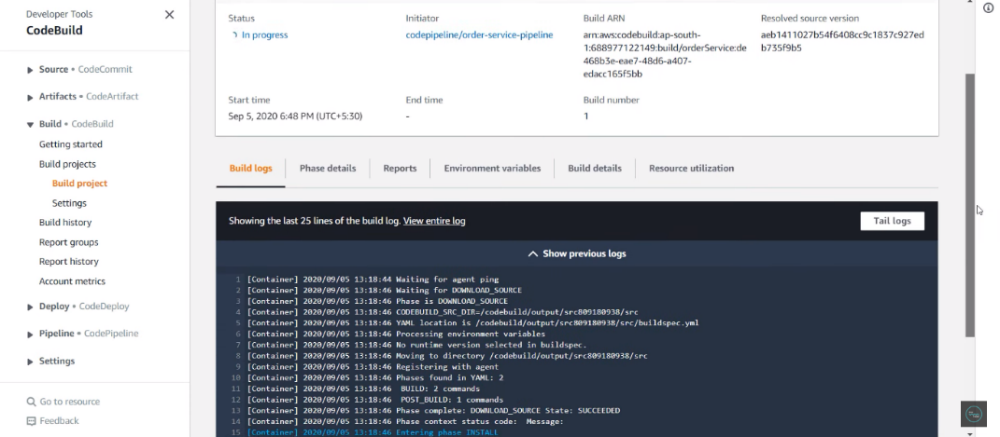 Developer Tools
CodeBuild
Source • CodeCommit
Artifacts • CodeArtifact
Build • CodeBuild
Getting started
Build projects
Build project
Settings
Build history
Report groups
Report history
Account metrics
Deploy • CodeDeploy
Pipeline • CodePipeline
Settings
Go to resource
Feedback
Status
In progress
Initiator
codepipeline/order-service-pipeline
Build ARN
arn:aws:codebuild:ap-south-
1:688977122149:build/orderService:de
468b3e-eae7-48d6-a407-
edacc165f5bb
Resolved source version
aeb1411027b54f6408cc9c1837c927ed
b735f9b5
Start time
Sep 5, 2020 6:48 PM (UTC+5:30)
End time
-
Build number
1
Build logs
Phase details
Reports
Environment variables
Build details
Resource utilization
Showing the last 25 lines of the build log. View entire log
Tail logs
Show previous logs
1 [Container] 2020/09/05 13:18:44 Waiting for agent ping
2 [Container] 2020/09/05 13:18:46 Waiting for DOWNLOAD_SOURCE
3 [Container] 2020/09/05 13:18:46 Phase is DOWNLOAD_SOURCE
4 [Container] 2020/09/05 13:18:46 CODEBUILD_SRC_DIR=/codebuild/output/src809180938/src
5 [Container] 2020/09/05 13:18:46 YAML location is /codebuild/output/src809180938/src/buildspec.yml
6 [Container] 2020/09/05 13:18:46 Processing environment variables
7 [Container] 2020/09/05 13:18:46 No runtime version selected in buildspec.
8 [Container] 2020/09/05 13:18:46 Moving to directory /codebuild/output/src809180938/src
9 [Container] 2020/09/05 13:18:46 Registering with agent
10 [Container] 2020/09/05 13:18:46 Phases found in YAML: 2
11 [Container] 2020/09/05 13:18:46 BUILD: 2 commands
12 [Container] 2020/09/05 13:18:46 POST_BUILD: 1 commands
13 [Container] 2020/09/05 13:18:46 Phase complete: DOWNLOAD_SOURCE State: SUCCEEDED
14 [Container] 2020/09/05 13:18:46 Phase context status code: Message:
15 [Container] 2020/09/05 13:18:46 Entering phase INSTALL